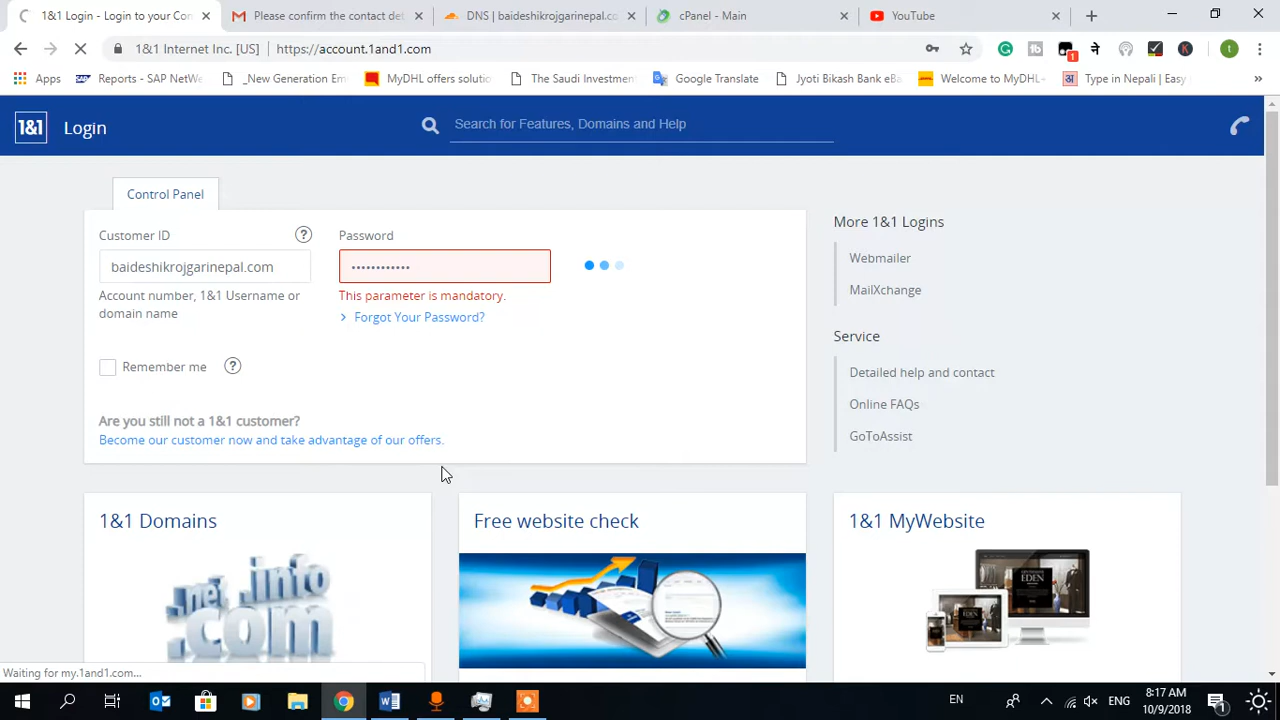 1&1 Login - Login to your Con
Please confirm the contact det
DNS | baideshikrojgarinepal.co
cPanel - Main
YouTube
1&1 Internet Inc. [US] | https://account.1and1.com
1
t
Apps
Reports - SAP NetWe
_New Generation Em
MyDHL offers solutio
The Saudi Investmen
Google Translate
Jyoti Bikash Bank eBa
Welcome to MyDHL+
Type in Nepali | Easy
1&1 Login
Search for Features, Domains and Help
Control Panel
Customer ID
?
Password
baideshikrojgarinepal.com
••••••••••••
Account number, 1&1 Username or
domain name
This parameter is mandatory.
Forgot Your Password?
Remember me
?
Are you still not a 1&1 customer?
Become our customer now and take advantage of our offers.
More 1&1 Logins
Webmailer
MailXchange
Service
Detailed help and contact
Online FAQs
GoToAssist
1&1 Domains
.net .info
.com
Free website check
1&1 MyWebsite
EDEN
Waiting for my.1and1.com...
EN
ENG
8:17 AM
10/9/2018
1